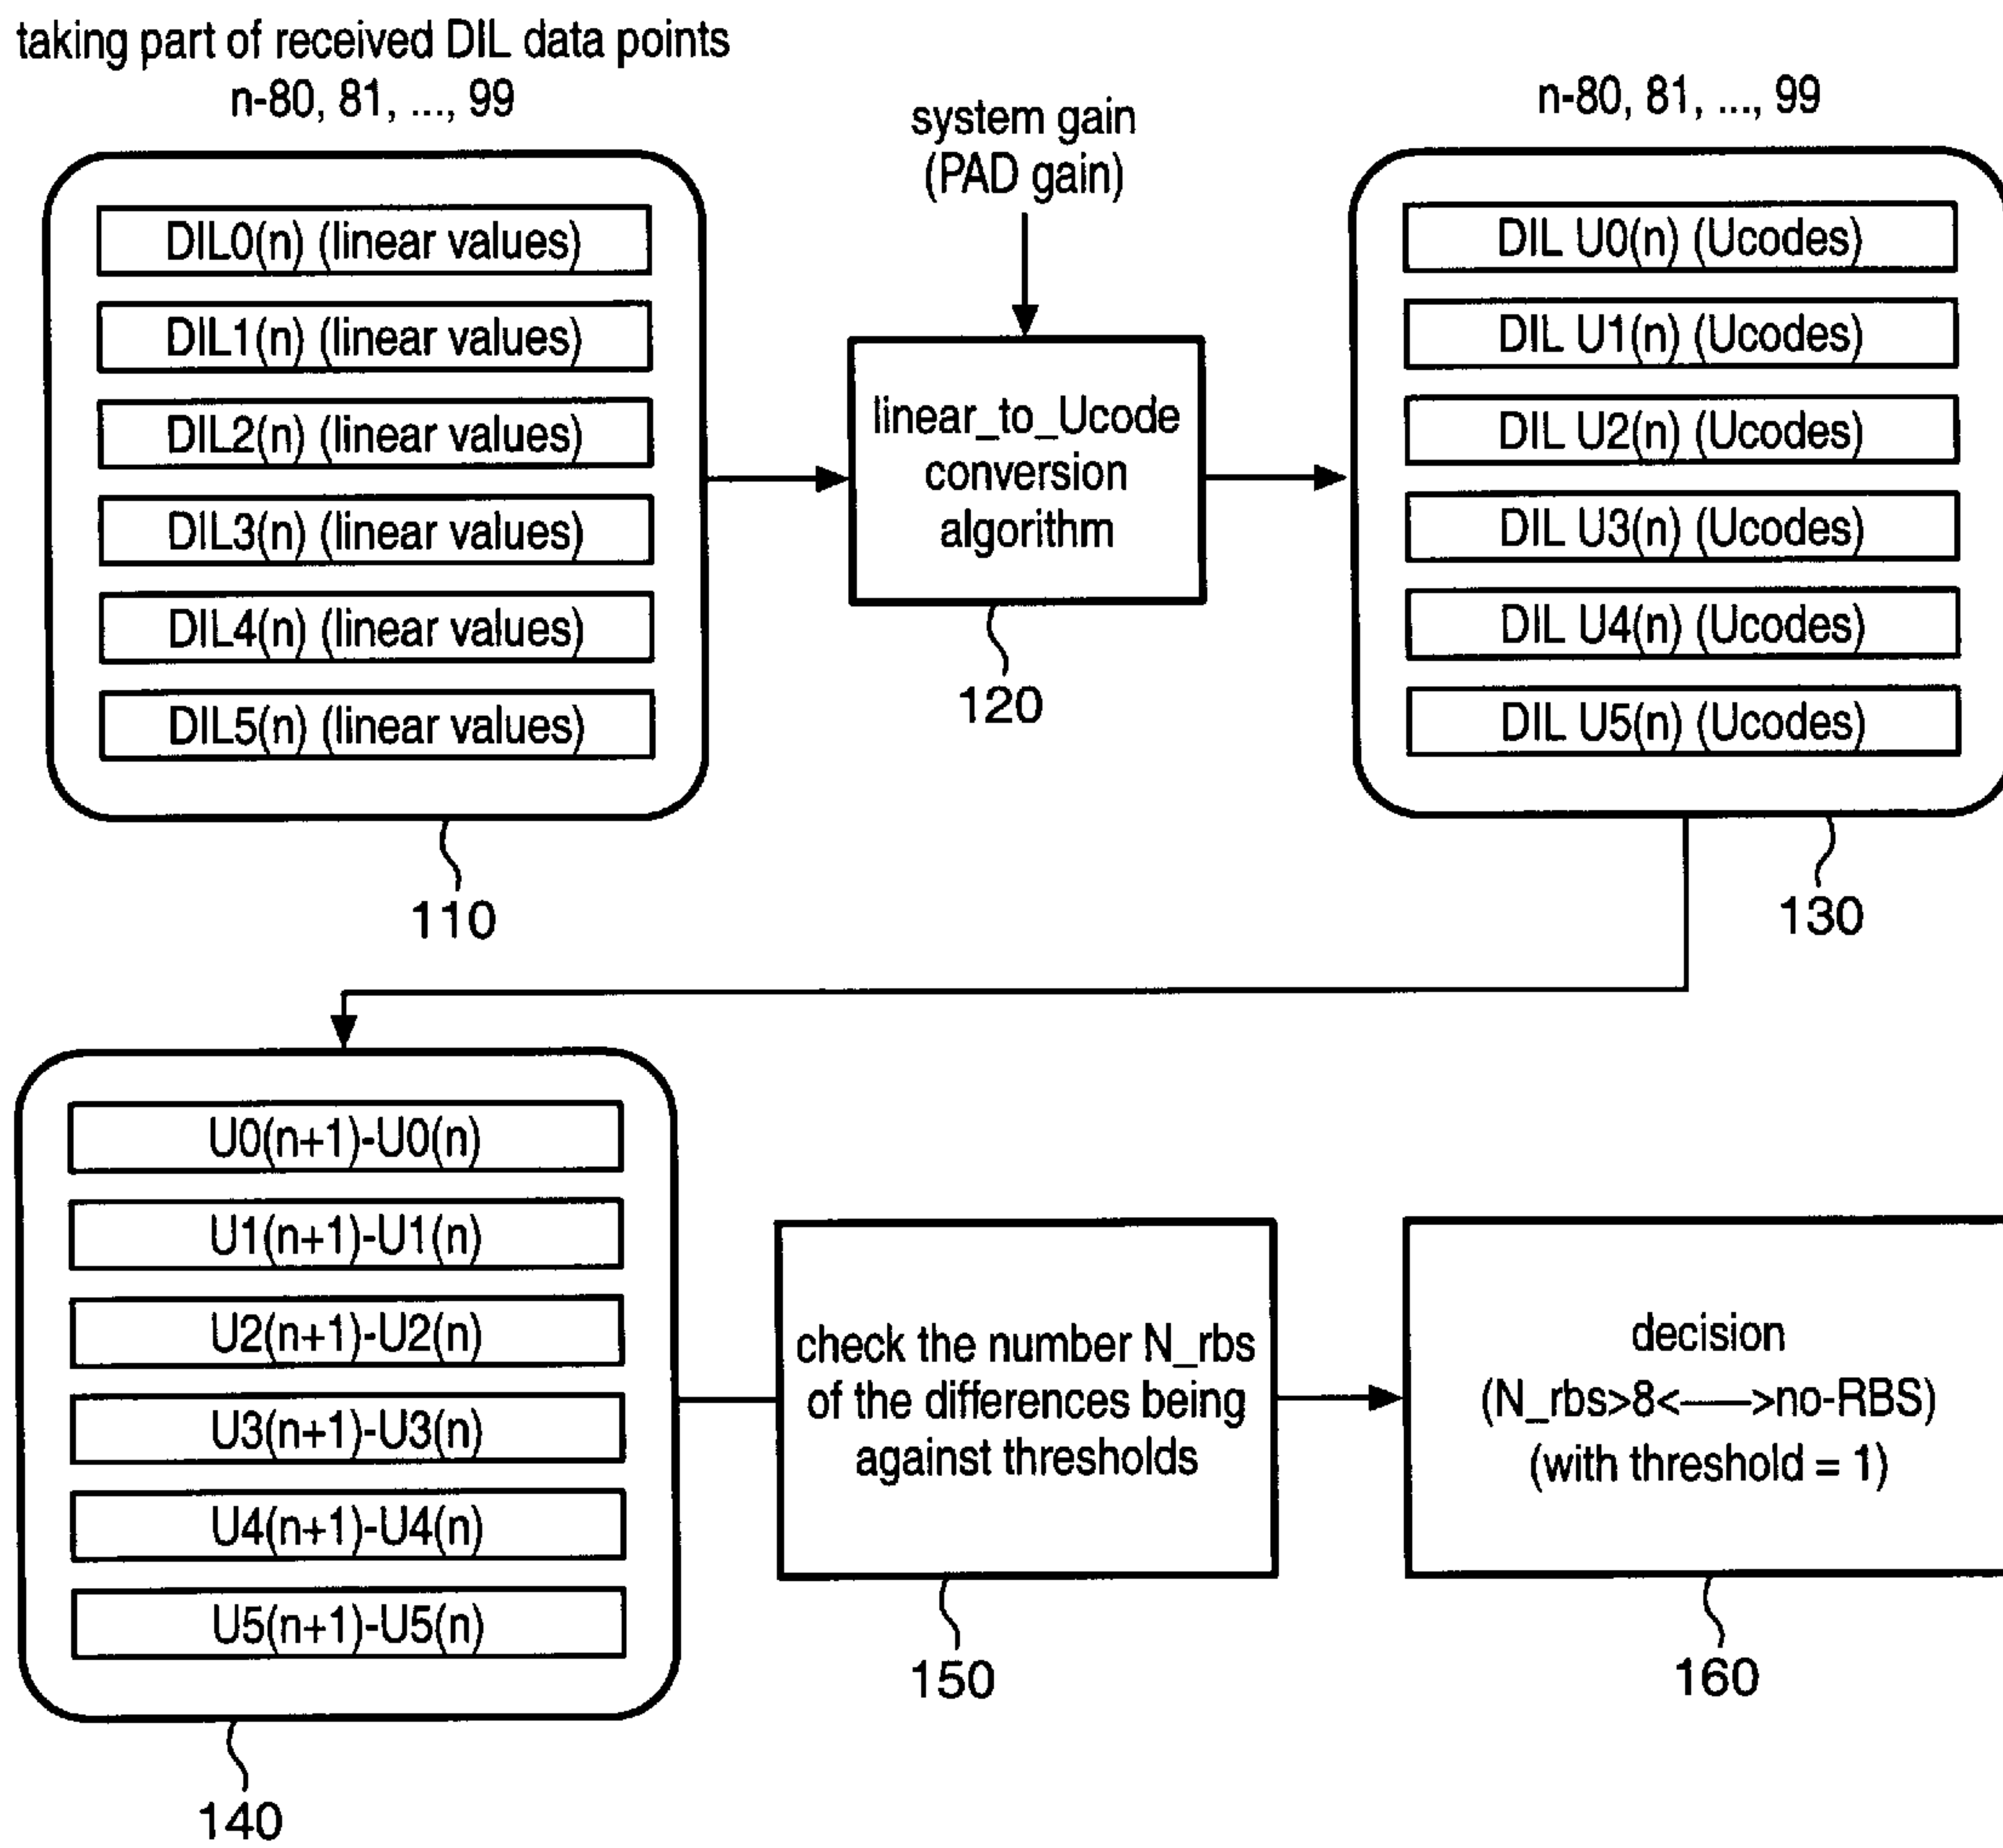 taking part of received DIL data points
n-80, 81, ..., 99
DIL0(n) (linear values)
DIL1(n) (linear values)
DIL2(n) (linear values)
DIL3(n) (linear values)
DIL4(n) (linear values)
DIL5(n) (linear values)
110
system gain
(PAD gain)
linear_to_Ucode
conversion
algorithm
120
n-80, 81, ..., 99
DIL U0(n) (Ucodes)
DIL U1(n) (Ucodes)
DIL U2(n) (Ucodes)
DIL U3(n) (Ucodes)
DIL U4(n) (Ucodes)
DIL U5(n) (Ucodes)
130
U0(n+1)-U0(n)
U1(n+1)-U1(n)
U2(n+1)-U2(n)
U3(n+1)-U3(n)
U4(n+1)-U4(n)
U5(n+1)-U5(n)
140
check the number N_rbs
of the differences being
against thresholds
150
decision
(N_rbs>8<——>no-RBS)
(with threshold = 1)
160